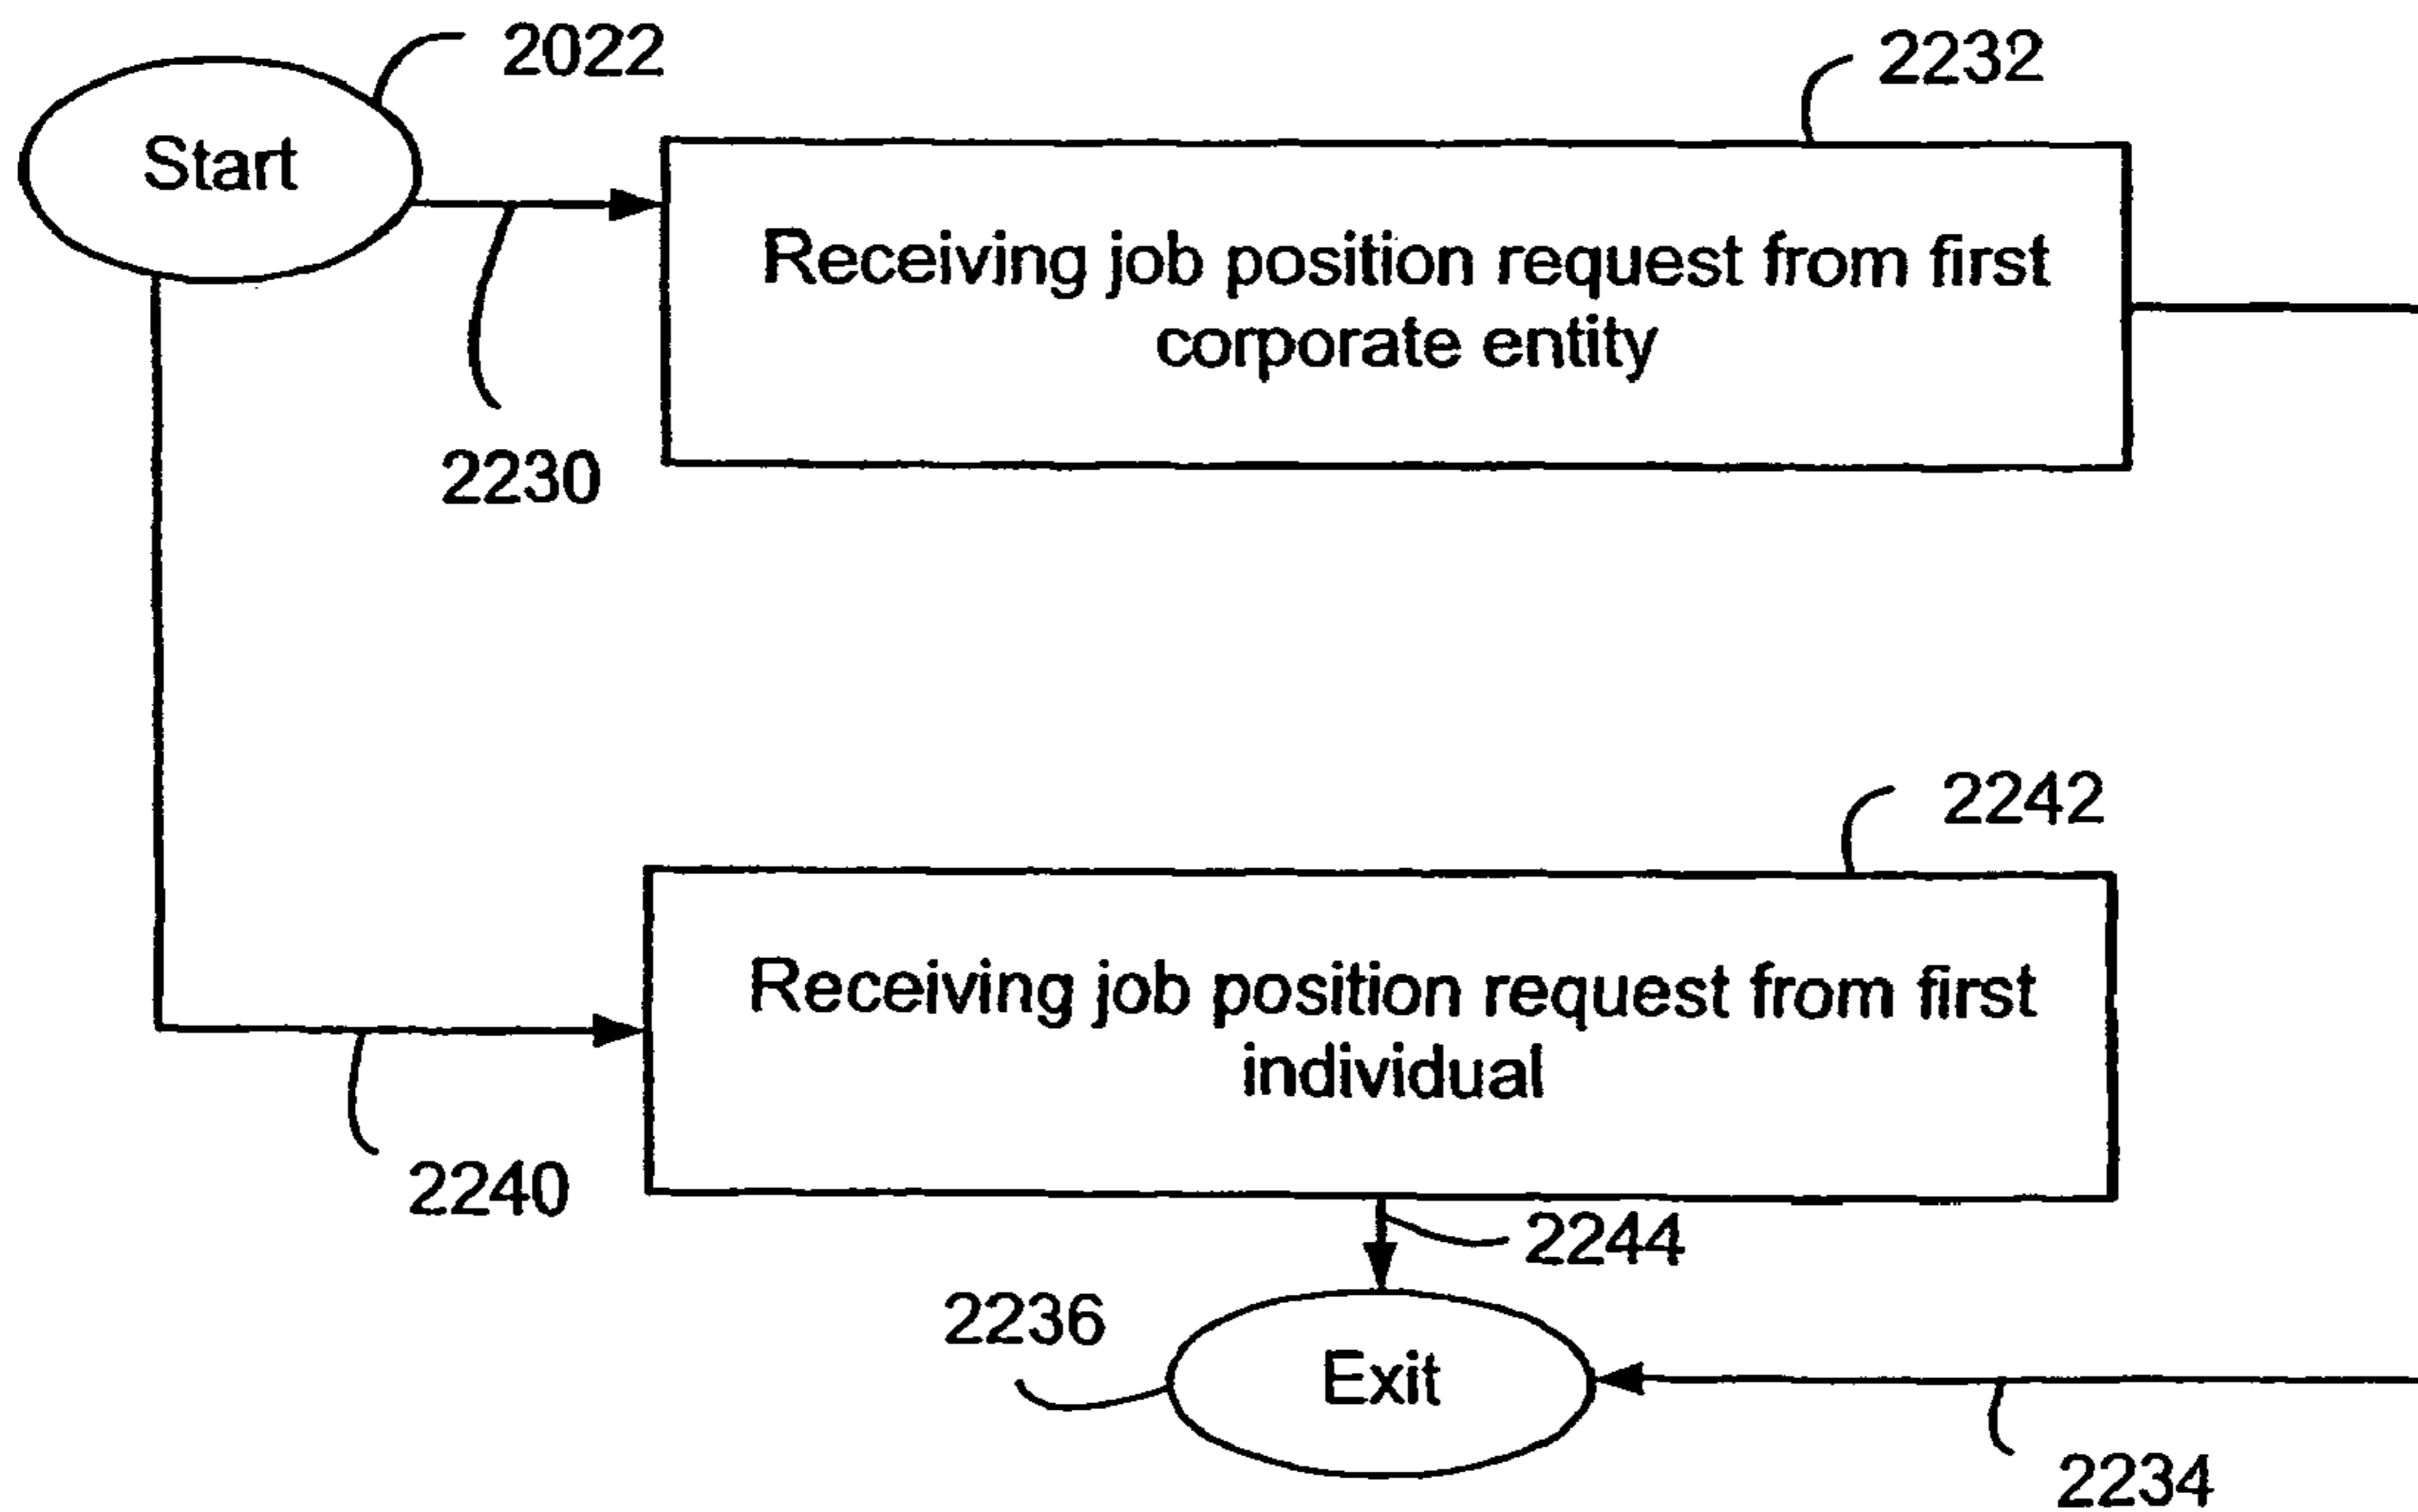 2022
2232
Start
Receiving job position request from first
corporate entity
2230
2242
Receiving job position request from first
individual
2240
2244
2236
Exit
2234